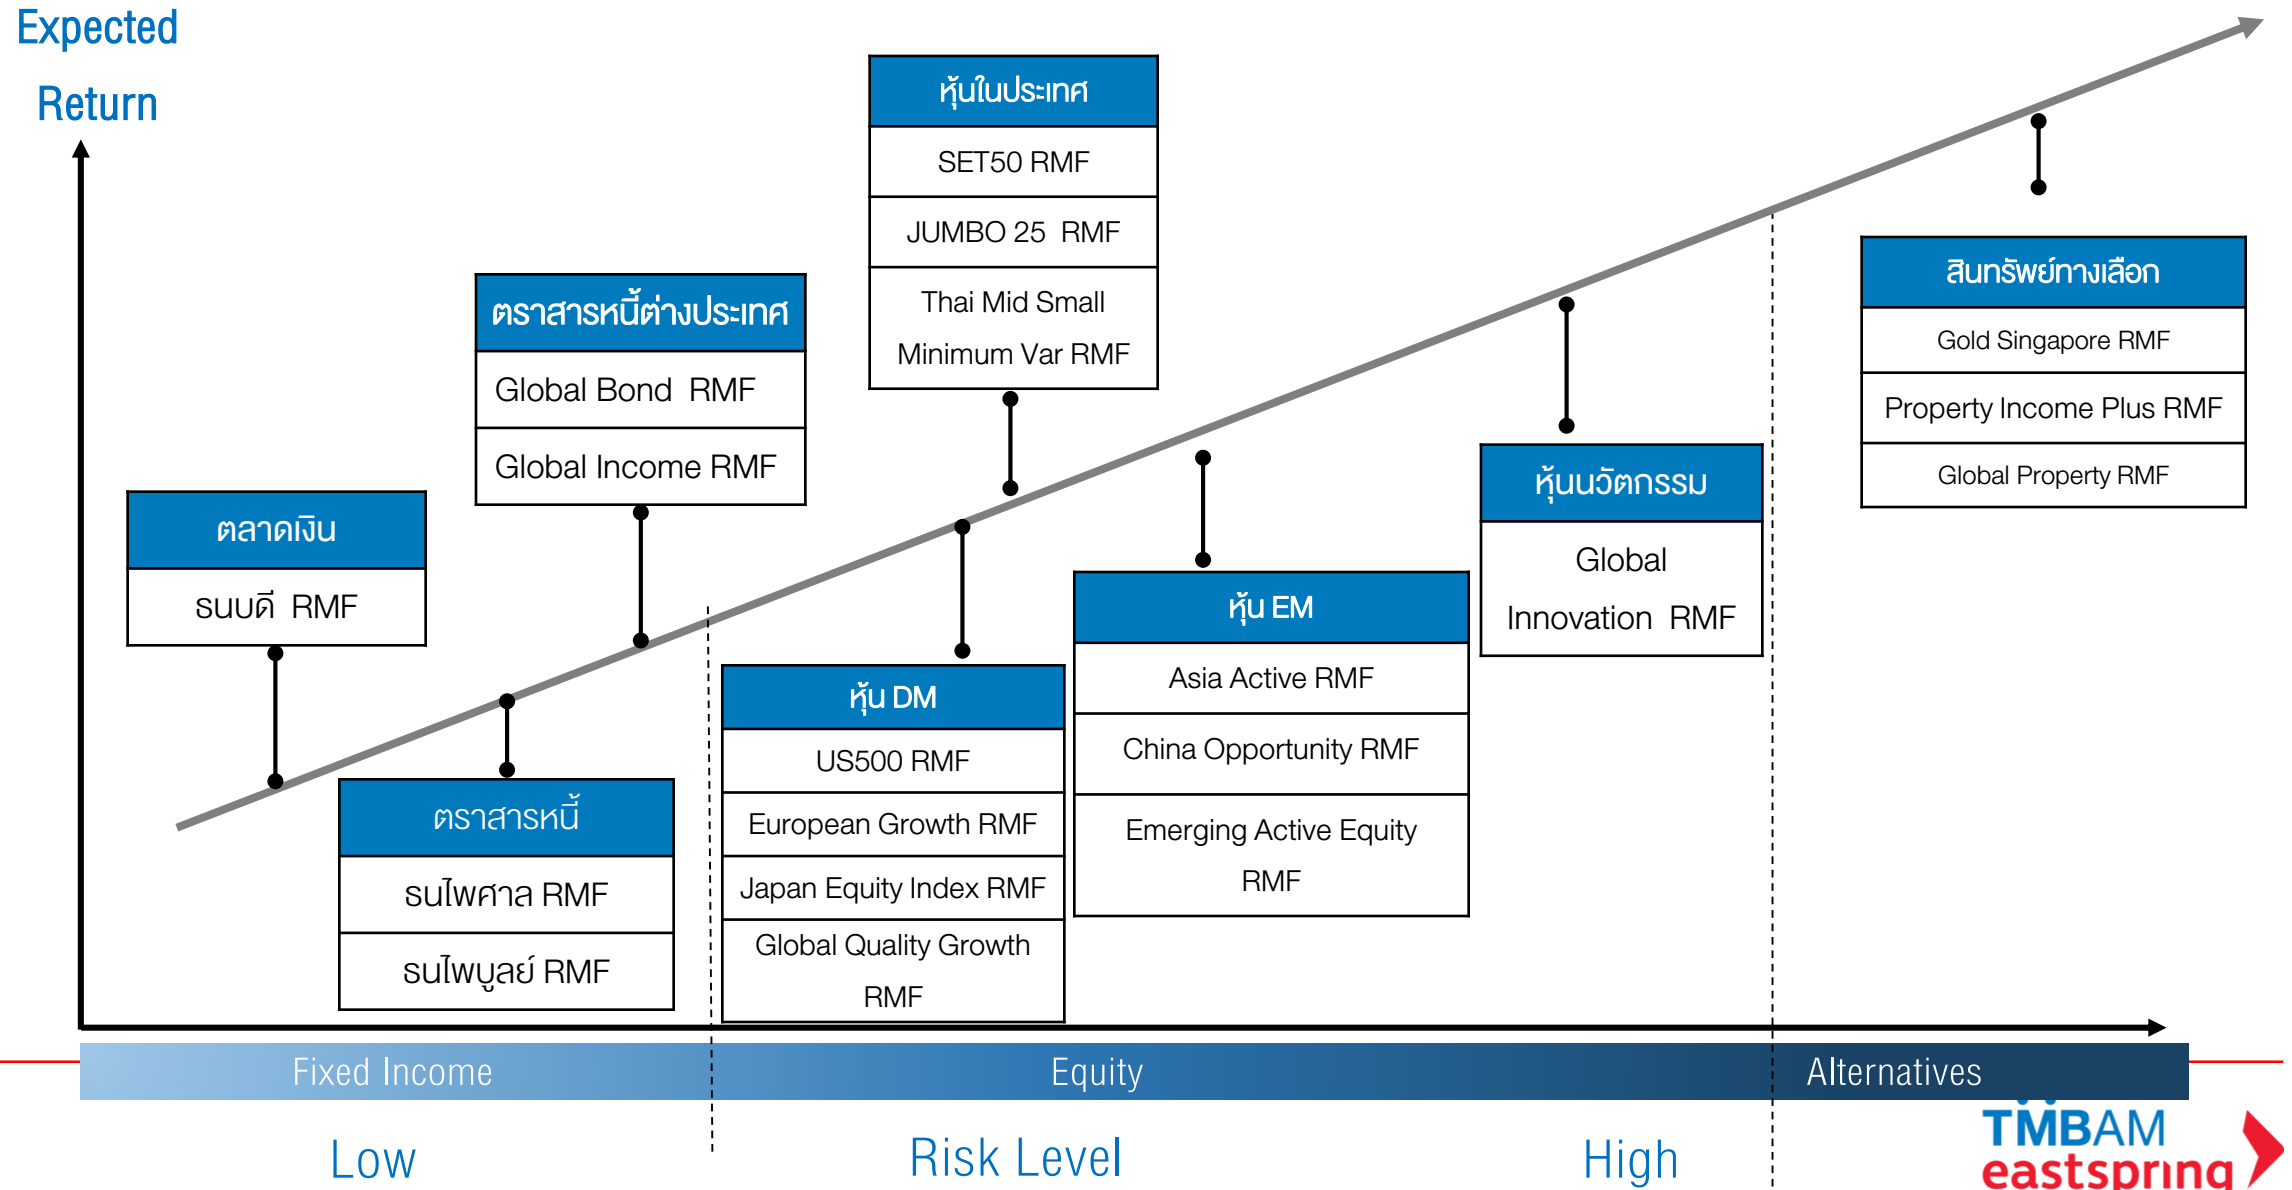 Expected
Return
หุ้นในประเทศ
SET50 RMF
JUMBO 25 RMF
Thai Mid Small
Minimum Var RMF
ตราสารหนี้ต่างประเทศ
Global Bond RMF
Global Income RMF
ตลาดเงิน
ธนบดี RMF
สินทรัพย์ทางเลือก
Gold Singapore RMF
Property Income Plus RMF
Global Property RMF
หุ้นนวัตกรรม
Global
Innovation RMF
หุ้น EM
Asia Active RMF
China Opportunity RMF
Emerging Active Equity
RMF
หุ้น DM
US500 RMF
European Growth RMF
Japan Equity Index RMF
Global Quality Growth
RMF
ตราสารหนี้
ธนไพศาล RMF
ธนไพบูลย์ RMF
Fixed Income
Equity
Alternatives
Low
Risk Level
High
TMBAM
eastspring